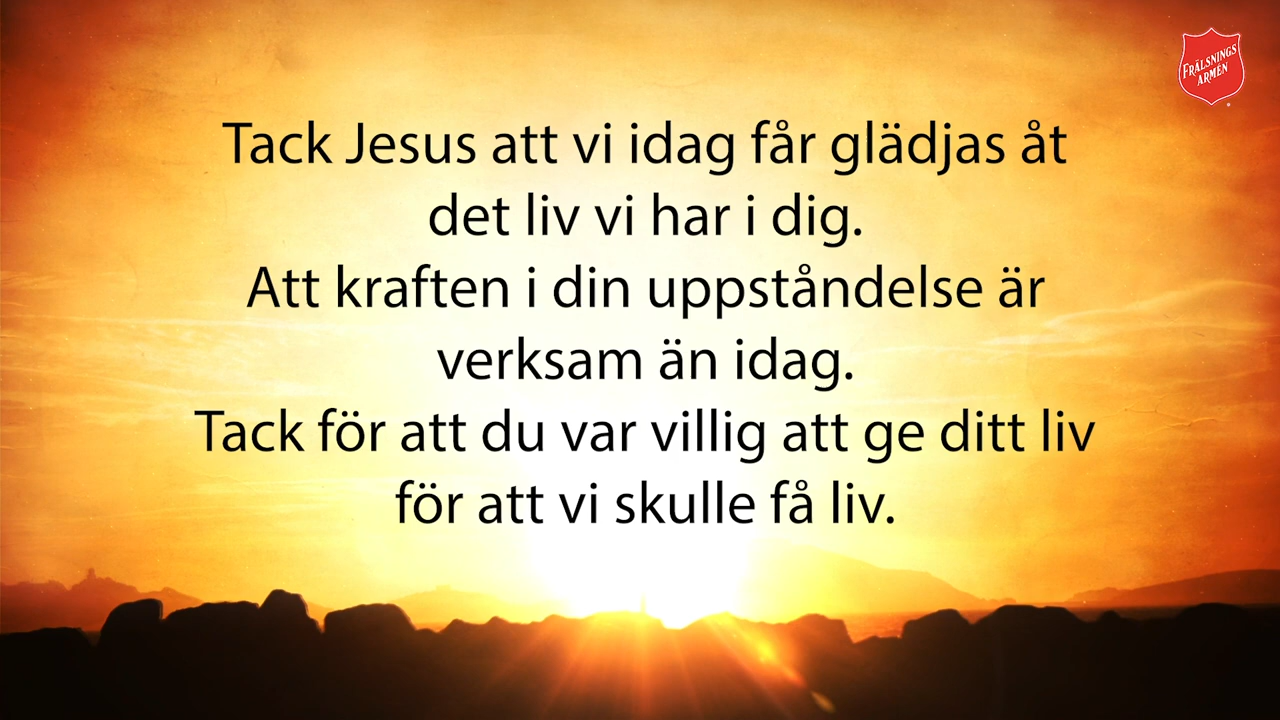 FRÄLSNINGS
ARMÉN
Tack Jesus att vi idag får glädjas åt
det liv vi har i dig.
Att kraften i din uppståndelse är
verksam än idag.
Tack för att du var villig att ge ditt liv
för att vi skulle få liv.